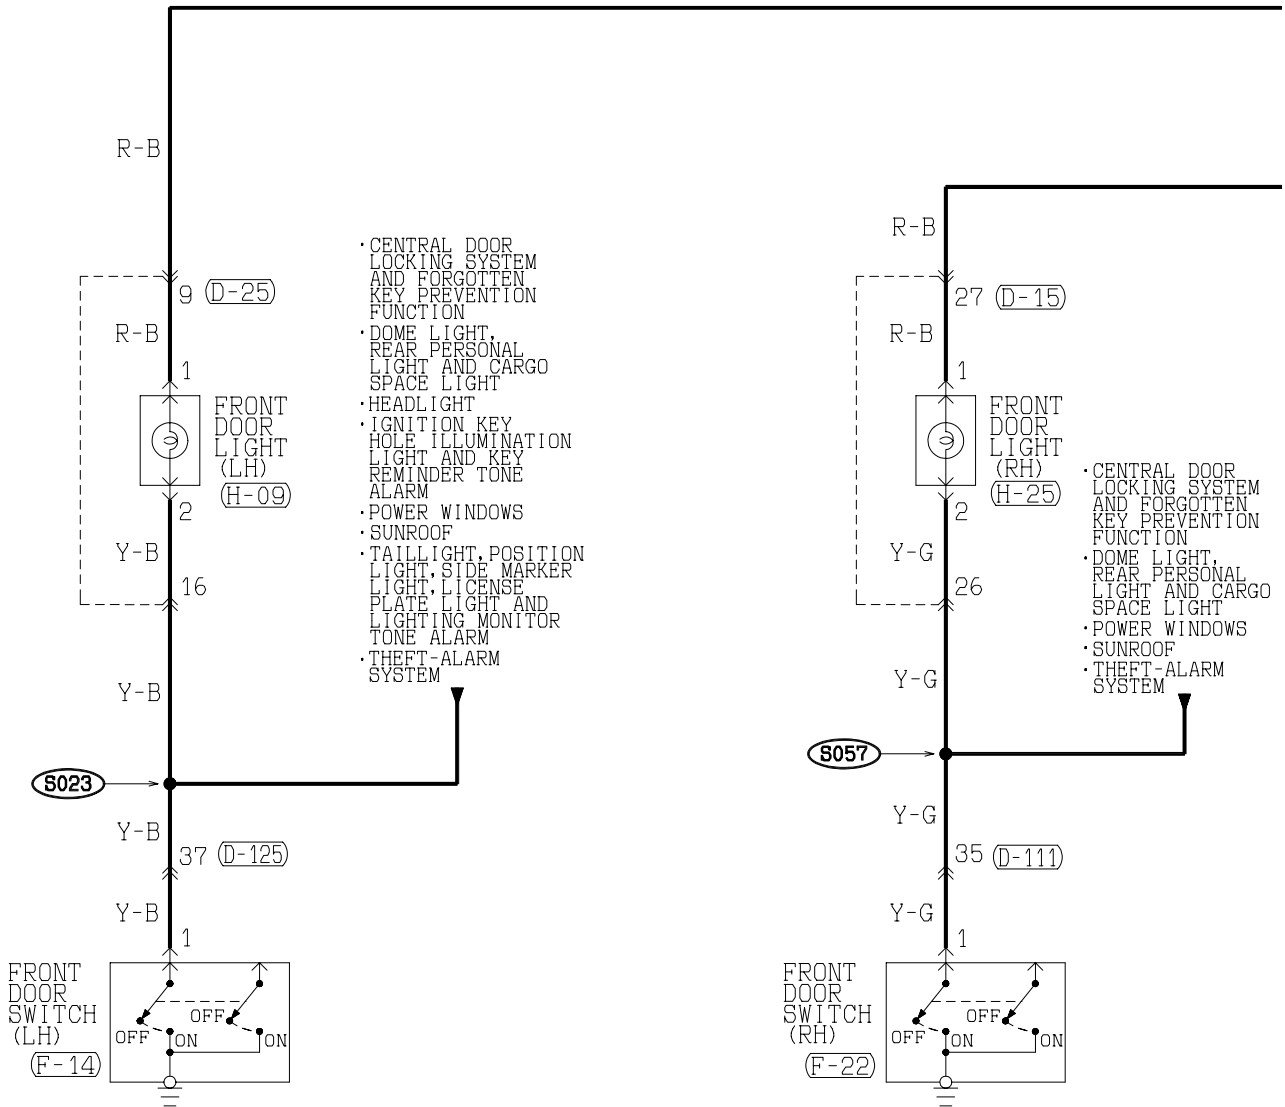 R-B
9 (D-25)
R-B
1
FRONT
DOOR
LIGHT
(LH)
(H-09)
2
Y-B
16
Y-B
S023
Y-B
37 (D-125)
Y-B
1
FRONT
DOOR
SWITCH
(LH)
(F-14)
OFF
OFF
ON
ON
·CENTRAL DOOR
LOCKING SYSTEM
AND FORGOTTEN
KEY PREVENTION
FUNCTION
·DOME LIGHT,
REAR PERSONAL
LIGHT AND CARGO
SPACE LIGHT
·HEADLIGHT
·IGNITION KEY
HOLE ILLUMINATION
LIGHT AND KEY
REMINDER TONE
ALARM
·POWER WINDOWS
·SUNROOF
·TAILLIGHT,POSITION
LIGHT,SIDE MARKER
LIGHT,LICENSE
PLATE LIGHT AND
LIGHTING MONITOR
TONE ALARM
·THEFT-ALARM
SYSTEM
R-B
27 (D-15)
R-B
1
FRONT
DOOR
LIGHT
(RH)
(H-25)
2
Y-G
26
Y-G
S057
Y-G
35 (D-111)
Y-G
1
FRONT
DOOR
SWITCH
(RH)
(F-22)
OFF
OFF
ON
ON
·CENTRAL DOOR
LOCKING SYSTEM
AND FORGOTTEN
KEY PREVENTION
FUNCTION
·DOME LIGHT,
REAR PERSONAL
LIGHT AND CARGO
SPACE LIGHT
·POWER WINDOWS
·SUNROOF
·THEFT-ALARM
SYSTEM